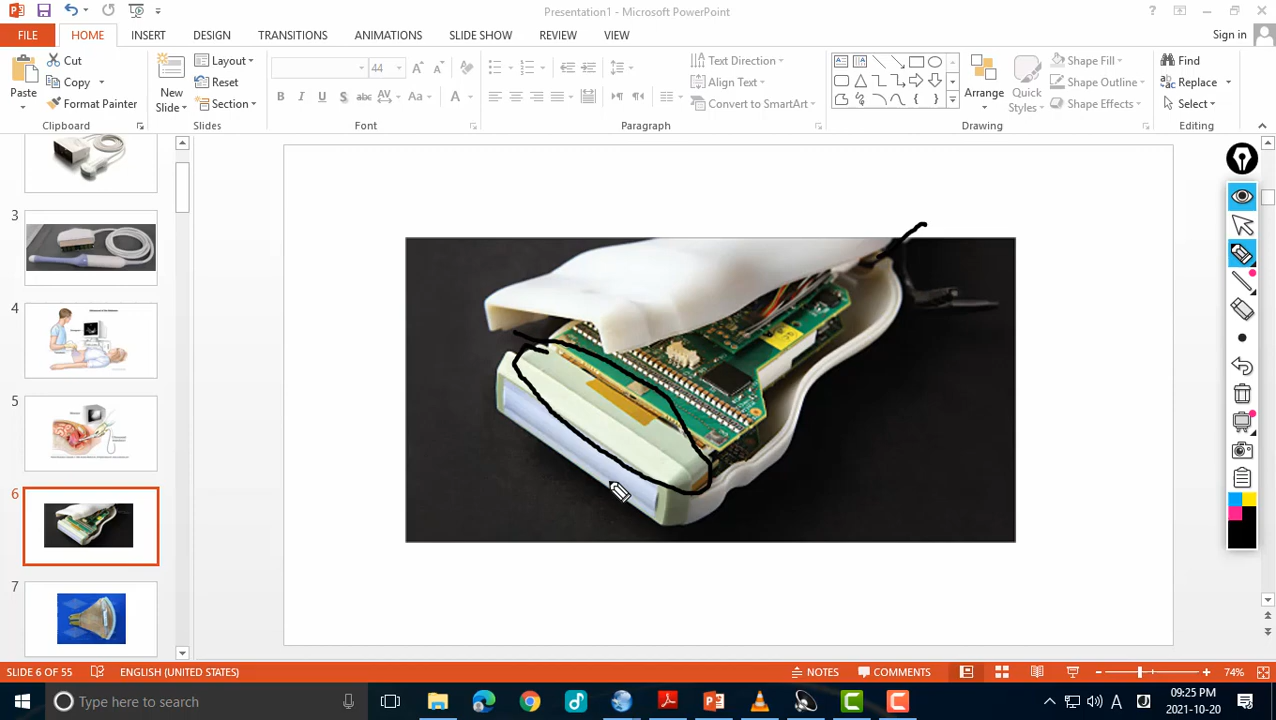 Presentation1 - Microsoft PowerPoint
FILE HOME INSERT DESIGN TRANSITIONS ANIMATIONS SLIDE SHOW REVIEW VIEW Sign in
Paste
Cut
Copy
Format Painter
Clipboard
New
Slide
Layout
Reset
Section
Slides
44
B I U S abc AV Aa A
Font
Text Direction
Align Text
Convert to SmartArt
Paragraph
Arrange
Quick
Styles
Shape Fill
Shape Outline
Shape Effects
Drawing
Find
Replace
Select
Editing
3
4
5
6
7
SLIDE 6 OF 55 ENGLISH (UNITED STATES) NOTES COMMENTS 74%
Type here to search
A
09:25 PM
2021-10-20